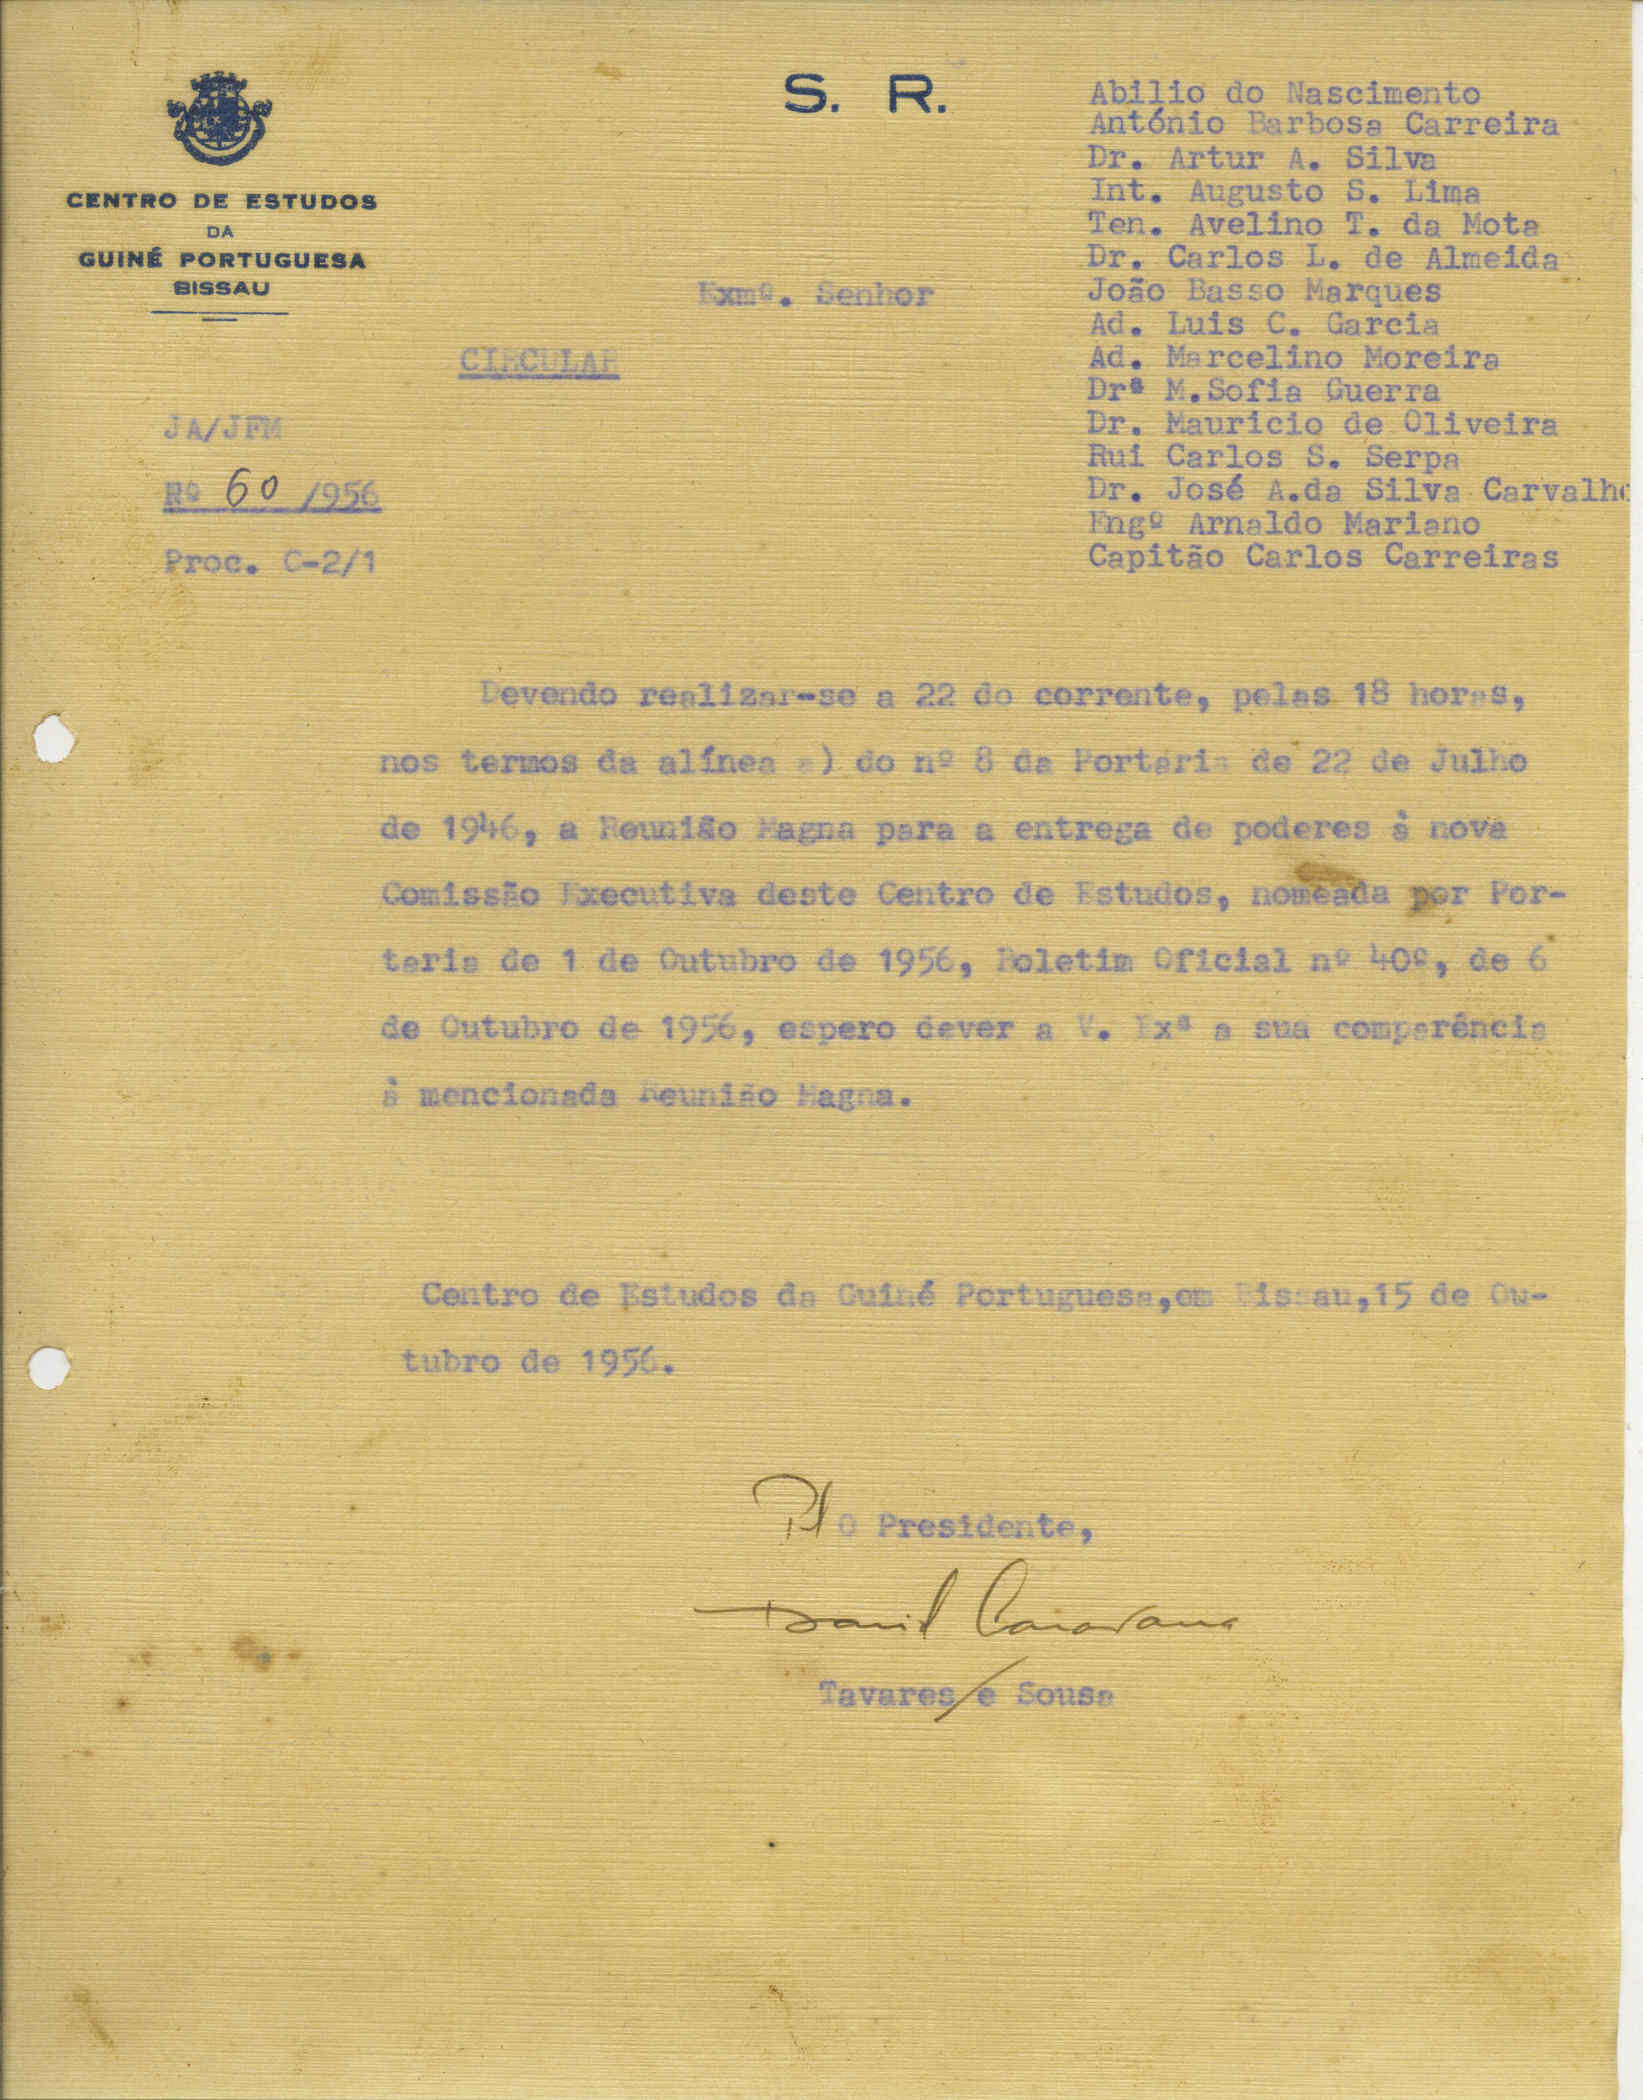 S. R.
CENTRO DE ESTUDOS
DA
GUINÉ PORTUGUESA
BISSAU
Abilio do Nascimento
António Barbosa Carreira
Dr. Artur A. Silva
Int. Augusto S. Lima
Ten. Avelino T. da Mota
Dr. Carlos L. de Almeida
João Basso Marques
Ad. Luis C. Garcia
Ad. Marcelino Moreira
Drª M.Sofia Guerra
Dr. Mauricio de Oliveira
Rui Carlos S. Serpa
Dr. José A.da Silva Carvalho
Engº Arnaldo Mariano
Capitão Carlos Carreiras
Exmº. Senhor
CIRCULAR
JA/JFM
Nº 60 /956
Proc. C-2/1
Devendo realizar-se a 22 do corrente, pelas 18 horas,
nos termos da alínea a) do nº 8 da Portaria de 22 de Julho
de 1946, a Reunião Magna para a entrega de poderes à nova
Comissão Executiva deste Centro de Estudos, nomeada por Por-
taria de 1 de Outubro de 1956, Boletim Oficial nº 40º, de 6
de Outubro de 1956, espero dever a V. Exª a sua comparência
à mencionada Reunião Magna.
Centro de Estudos da Guiné Portuguesa,em Bissau,15 de Ou-
tubro de 1956.
O Presidente,
Tavares e Sousa